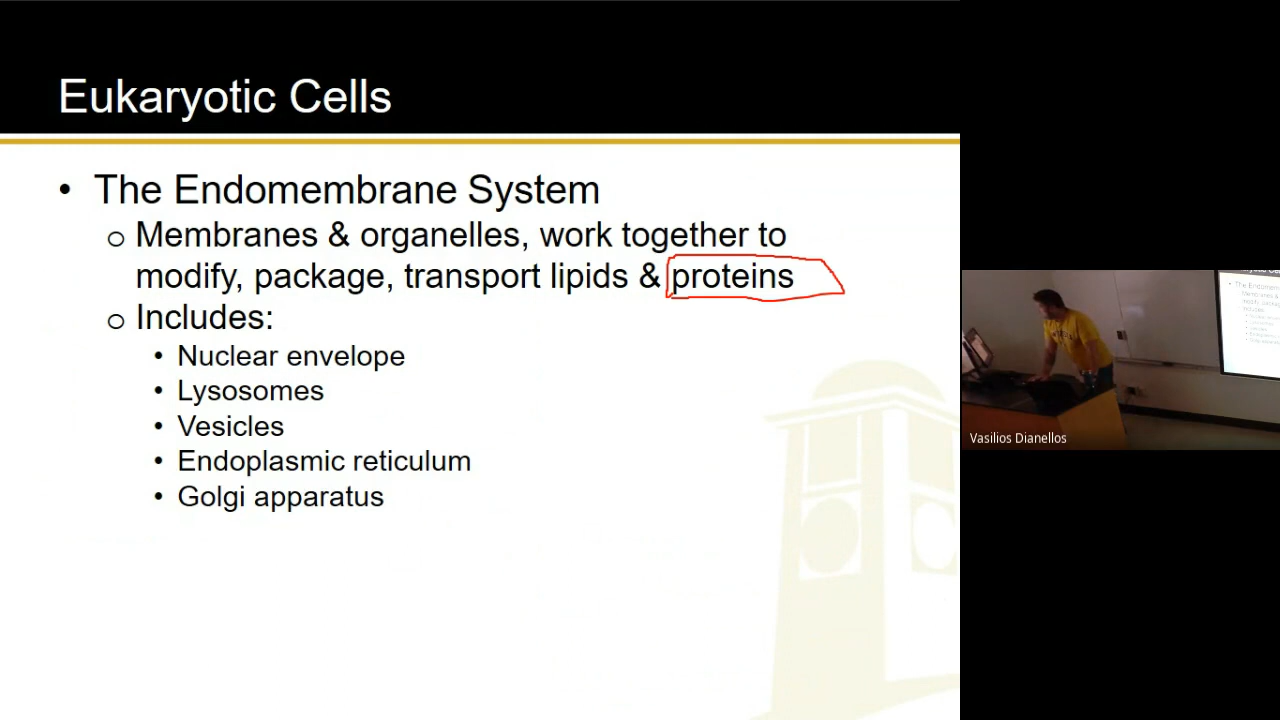 Eukaryotic Cells
• The Endomembrane System
o Membranes & organelles, work together to
modify, package, transport lipids & proteins
o Includes:
• Nuclear envelope
• Lysosomes
• Vesicles
• Endoplasmic reticulum
• Golgi apparatus
Vasilios Dianellos